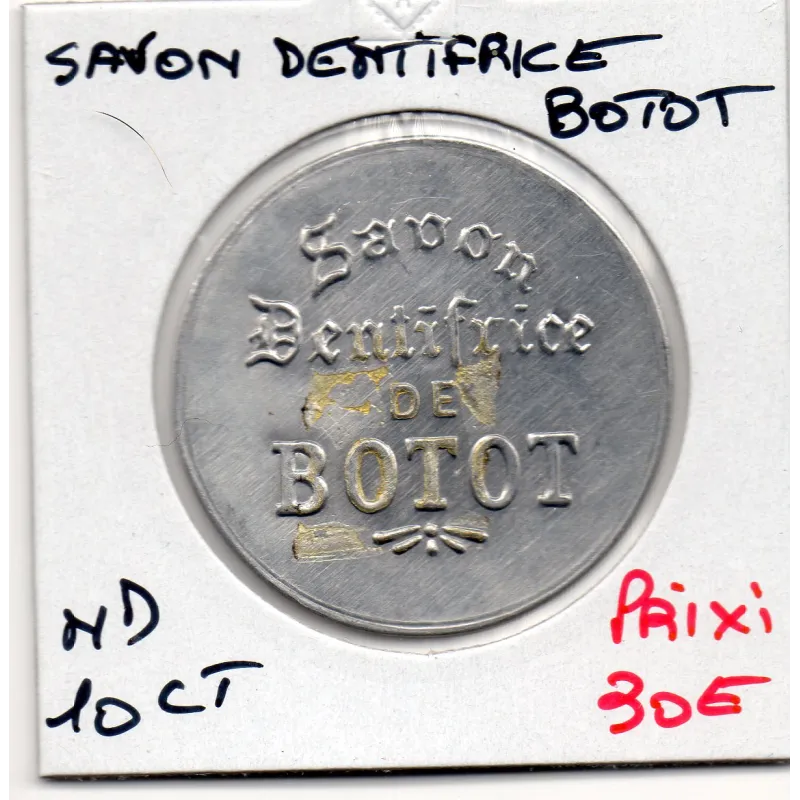 SAVON DENTIFRICE
BOTOT
Savon
Dentifrice
DE
BOTOT
ND
10 CT
PRixi
30E